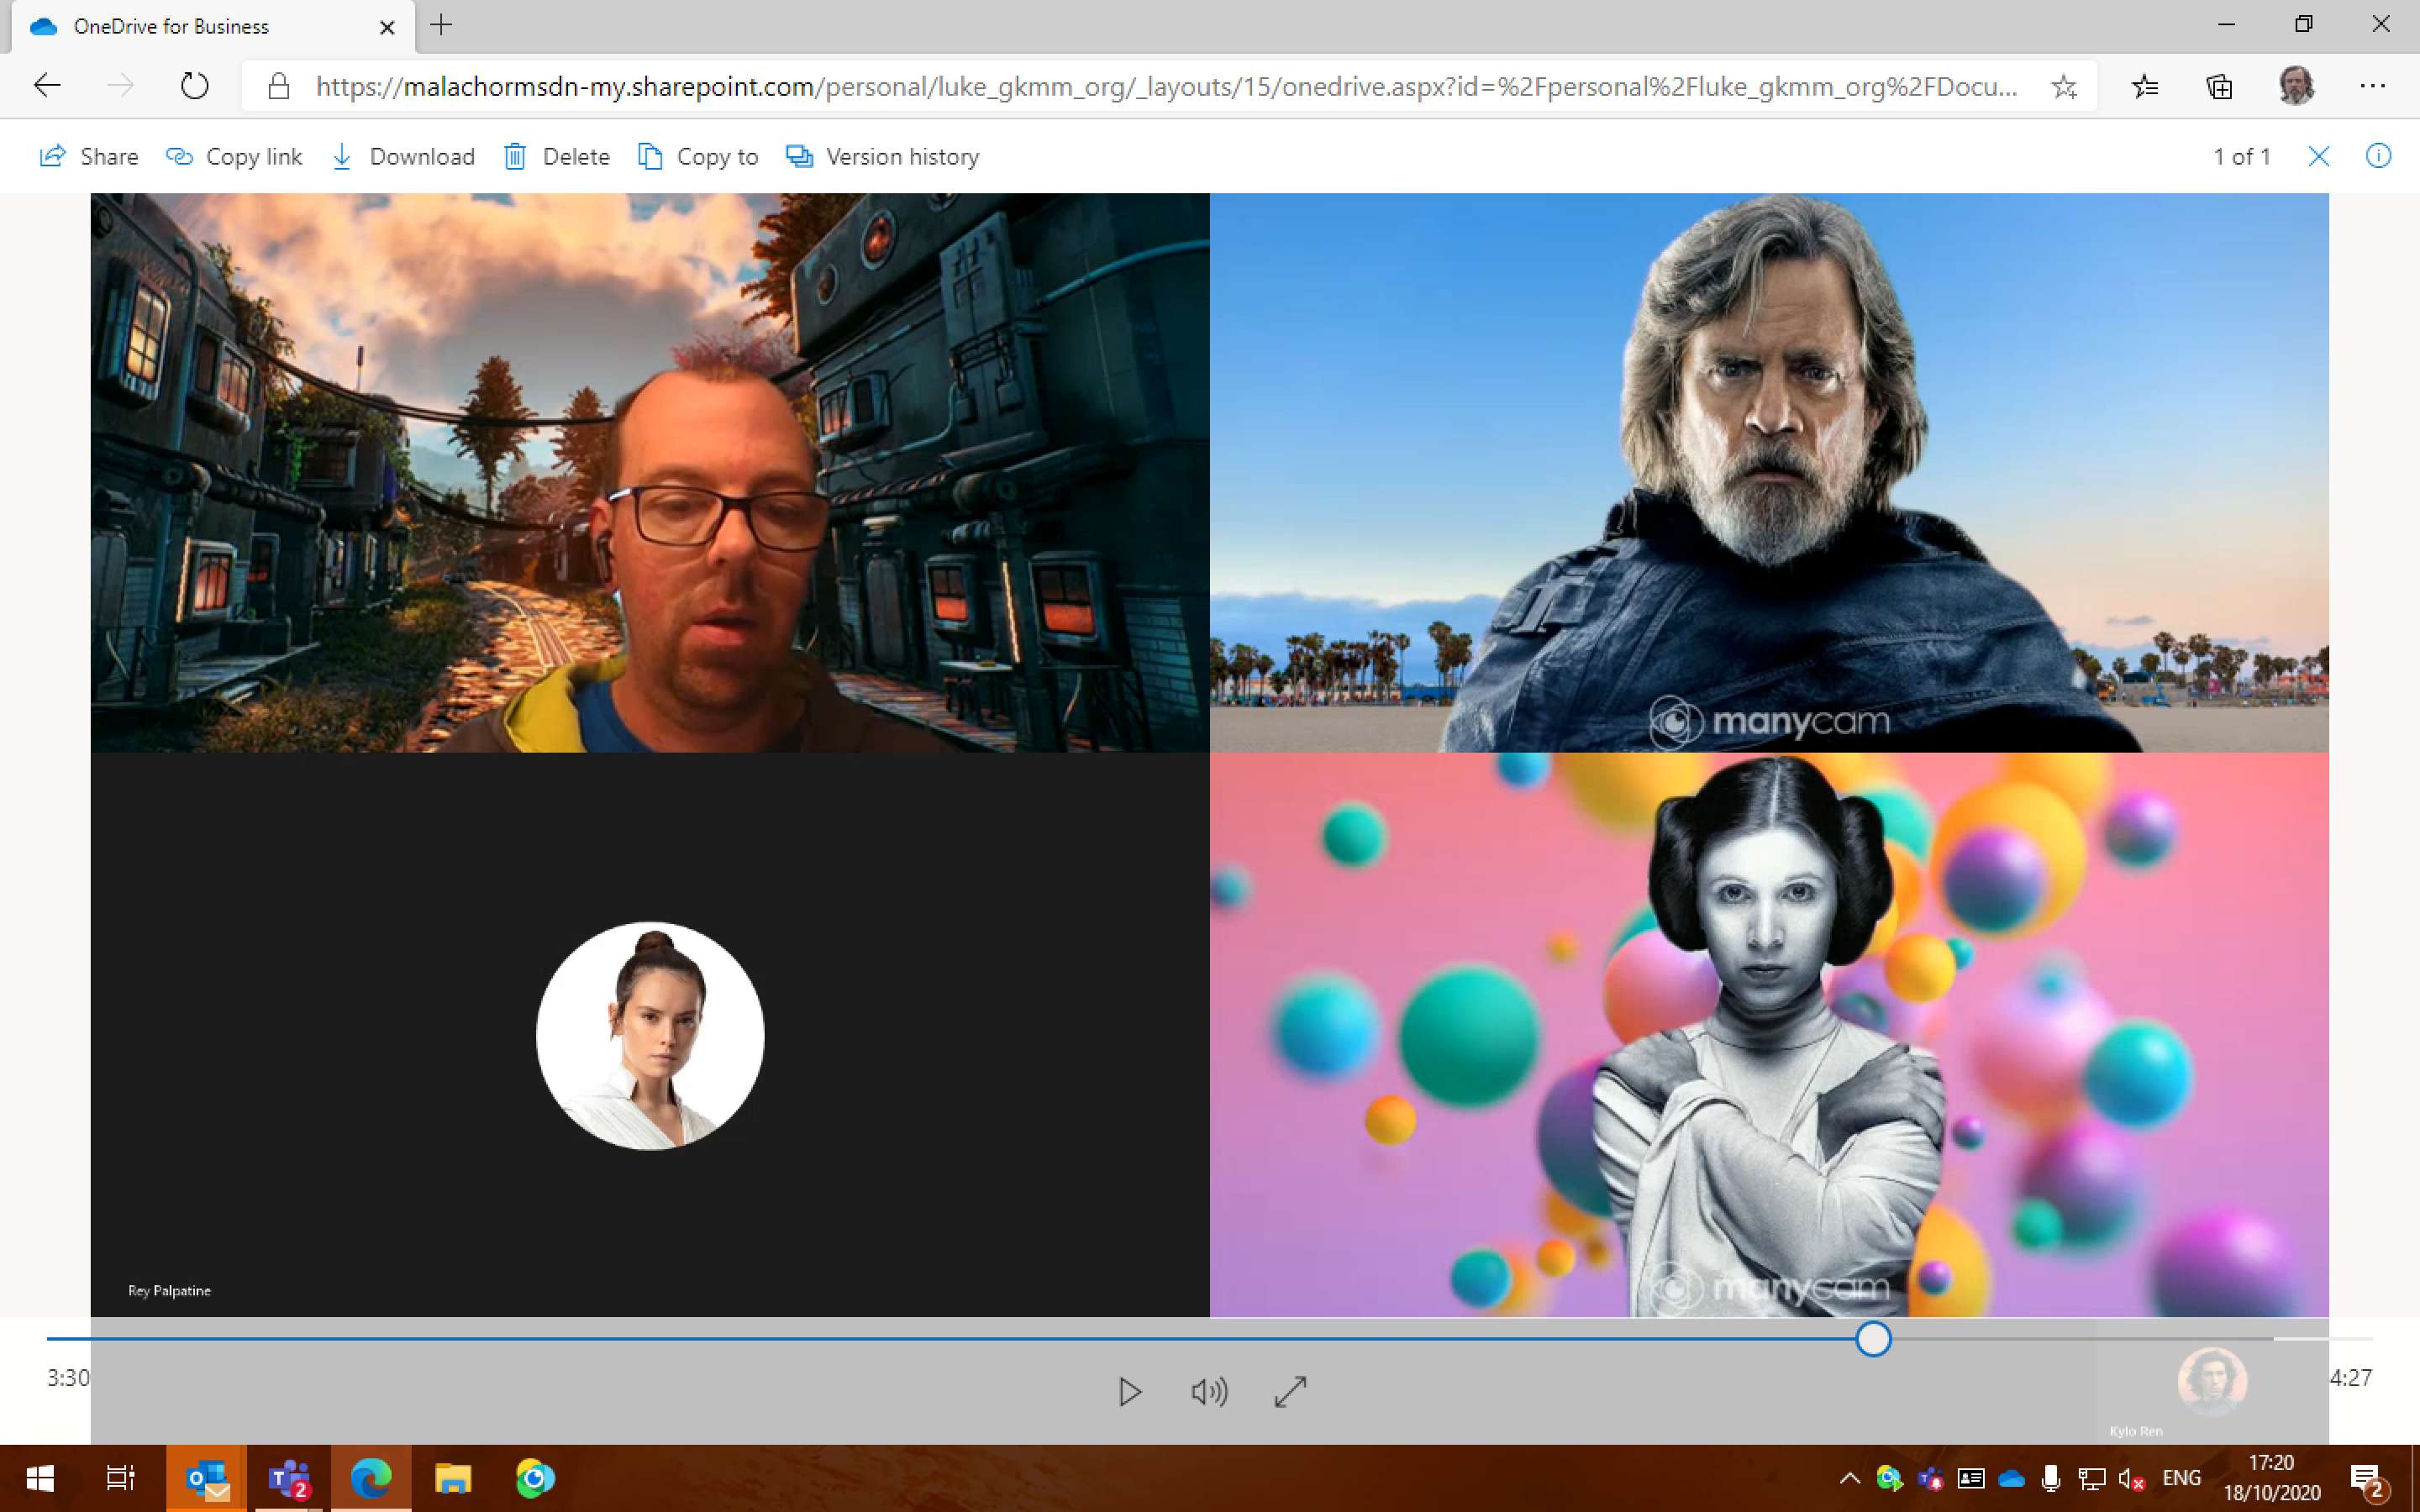 OneDrive for Business
https://malachormsdn-my.sharepoint.com/personal/luke_gkmm_org/_layouts/15/onedrive.aspx?id=%2Fpersonal%2Fluke_gkmm_org%2FDocu...
Share Copy link Download Delete Copy to Version history 1 of 1
manycam
Rey Palpatine
manycam
3:30 4:27
Kylo Ren
2 ENG 17:20
18/10/2020 2